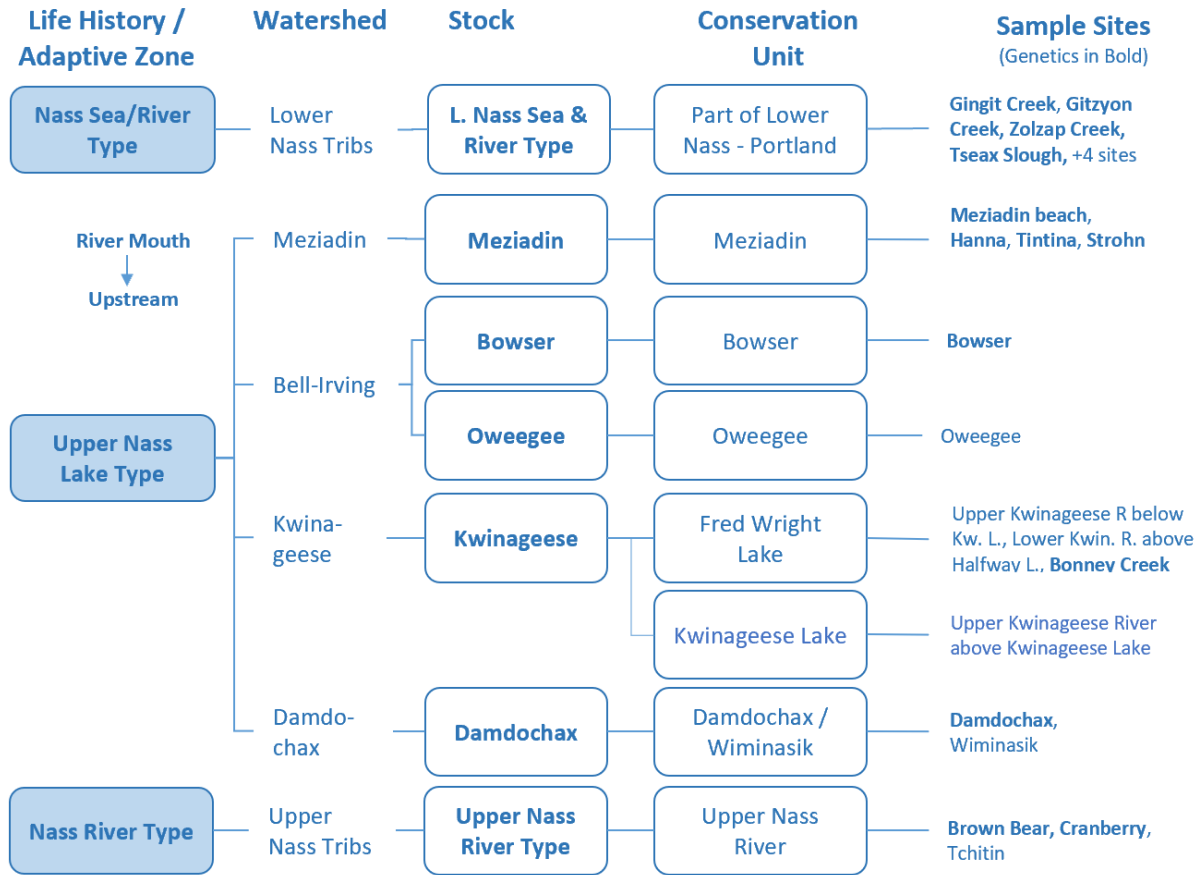 Life History /
Adaptive Zone
Watershed
Stock
Conservation
Unit
Sample Sites
(Genetics in Bold)
Nass Sea/River
Type
Lower
Nass Tribs
L. Nass Sea &
River Type
Part of Lower
Nass - Portland
Gingit Creek, Gitzyon
Creek, Zolzap Creek,
Tseax Slough, +4 sites
River Mouth
Upstream
Upper Nass
Lake Type
Meziadin
Meziadin
Meziadin
Meziadin beach,
Hanna, Tintina, Strohn
Bell-Irving
Bowser
Bowser
Bowser
Oweegee
Oweegee
Oweegee
Kwina-
geese
Kwinageese
Fred Wright
Lake
Upper Kwinageese R below
Kw. L., Lower Kwin. R. above
Halfway L., Bonney Creek
Kwinageese Lake
Upper Kwinageese River
above Kwinageese Lake
Damdo-
chax
Damdochax
Damdochax /
Wiminasik
Damdochax,
Wiminasik
Nass River Type
Upper
Nass Tribs
Upper Nass
River Type
Upper Nass
River
Brown Bear, Cranberry,
Tchitin